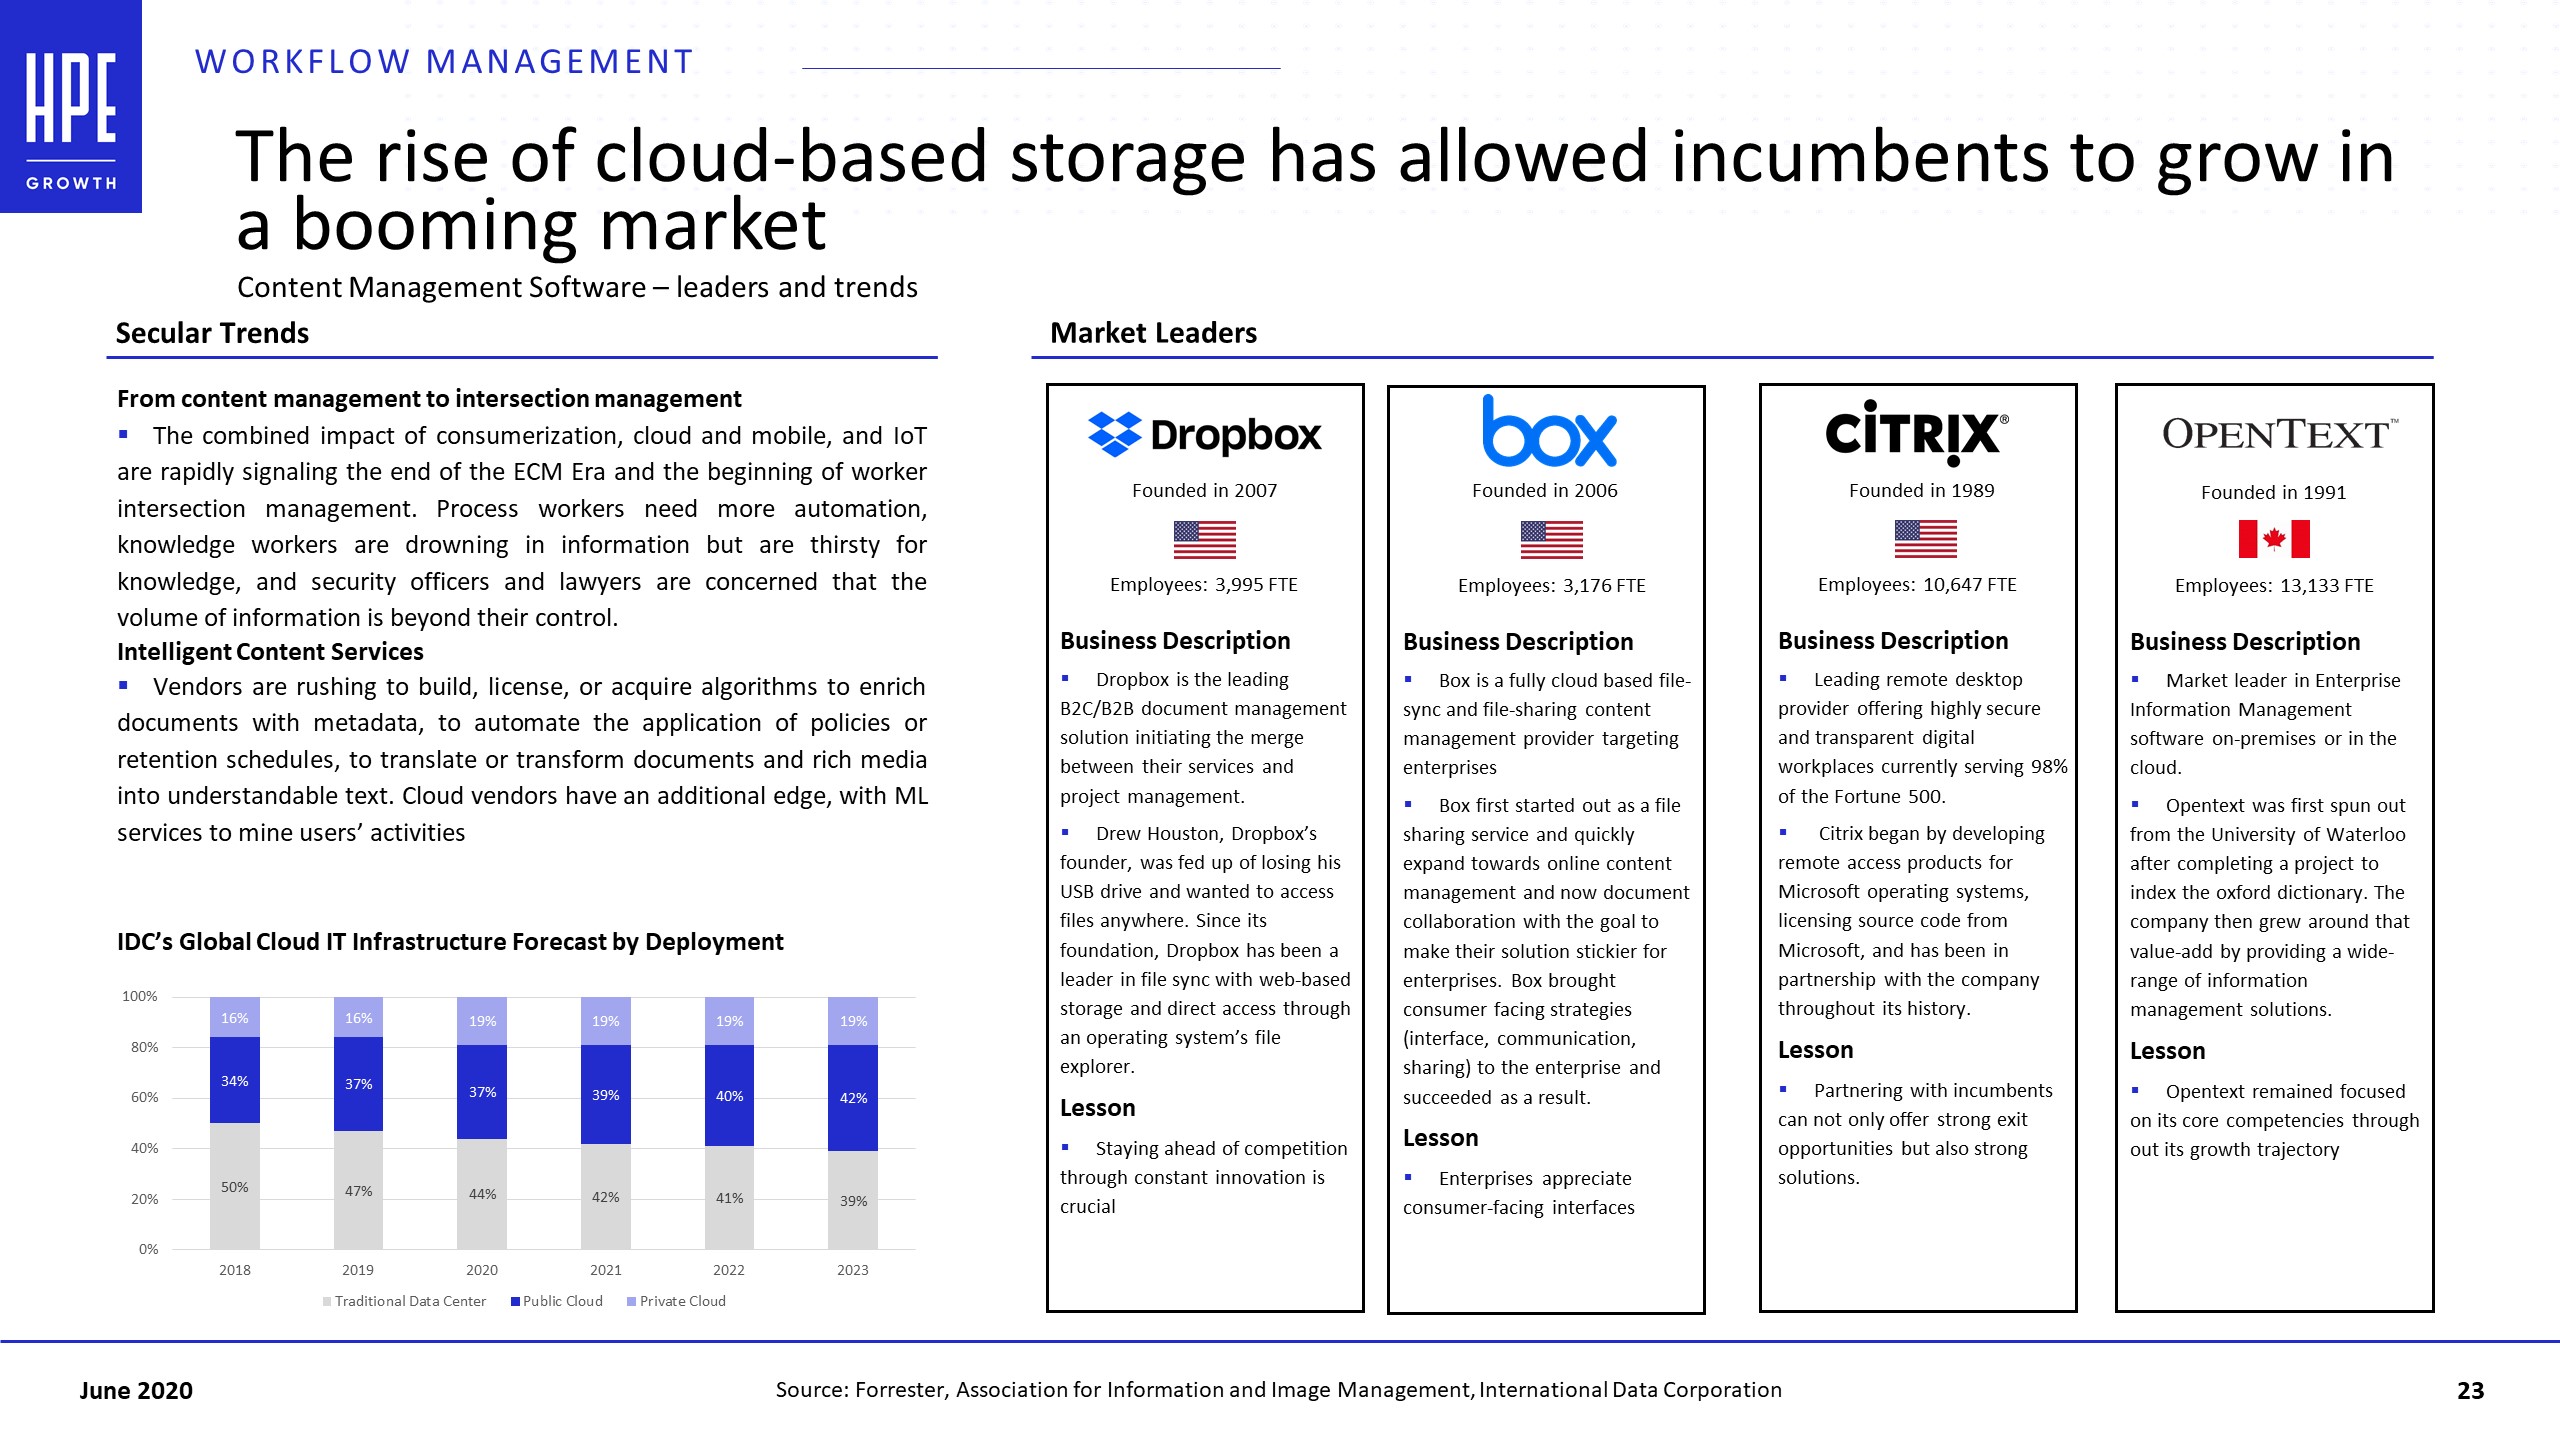 HPE
GROWTH
WORKFLOW MANAGEMENT
The rise of cloud-based storage has allowed incumbents to grow in
a booming market
Content Management Software – leaders and trends
Secular Trends
From content management to intersection management
▪ The combined impact of consumerization, cloud and mobile, and IoT
are rapidly signaling the end of the ECM Era and the beginning of worker
intersection management. Process workers need more automation,
knowledge workers are drowning in information but are thirsty for
knowledge, and security officers and lawyers are concerned that the
volume of information is beyond their control.
Intelligent Content Services
▪ Vendors are rushing to build, license, or acquire algorithms to enrich
documents with metadata, to automate the application of policies or
retention schedules, to translate or transform documents and rich media
into understandable text. Cloud vendors have an additional edge, with ML
services to mine users’ activities
IDC’s Global Cloud IT Infrastructure Forecast by Deployment
100%
80%
60%
40%
20%
0%
16% 16% 19% 19% 19% 19%
34% 37% 37% 39% 40% 42%
50% 47% 44% 42% 41% 39%
2018 2019 2020 2021 2022 2023
Traditional Data Center Public Cloud Private Cloud
Market Leaders
Dropbox
Founded in 2007
Employees: 3,995 FTE
Business Description
▪ Dropbox is the leading
B2C/B2B document management
solution initiating the merge
between their services and
project management.
▪ Drew Houston, Dropbox’s
founder, was fed up of losing his
USB drive and wanted to access
files anywhere. Since its
foundation, Dropbox has been a
leader in file sync with web-based
storage and direct access through
an operating system’s file
explorer.
Lesson
▪ Staying ahead of competition
through constant innovation is
crucial
box
Founded in 2006
Employees: 3,176 FTE
Business Description
▪ Box is a fully cloud based file-
sync and file-sharing content
management provider targeting
enterprises
▪ Box first started out as a file
sharing service and quickly
expand towards online content
management and now document
collaboration with the goal to
make their solution stickier for
enterprises. Box brought
consumer facing strategies
(interface, communication,
sharing) to the enterprise and
succeeded as a result.
Lesson
▪ Enterprises appreciate
consumer-facing interfaces
CİTRIX®
Founded in 1989
Employees: 10,647 FTE
Business Description
▪ Leading remote desktop
provider offering highly secure
and transparent digital
workplaces currently serving 98%
of the Fortune 500.
▪ Citrix began by developing
remote access products for
Microsoft operating systems,
licensing source code from
Microsoft, and has been in
partnership with the company
throughout its history.
Lesson
▪ Partnering with incumbents
can not only offer strong exit
opportunities but also strong
solutions.
OPENTEXT™
Founded in 1991
Employees: 13,133 FTE
Business Description
▪ Market leader in Enterprise
Information Management
software on-premises or in the
cloud.
▪ Opentext was first spun out
from the University of Waterloo
after completing a project to
index the oxford dictionary. The
company then grew around that
value-add by providing a wide-
range of information
management solutions.
Lesson
▪ Opentext remained focused
on its core competencies through
out its growth trajectory
June 2020
Source: Forrester, Association for Information and Image Management, International Data Corporation
23